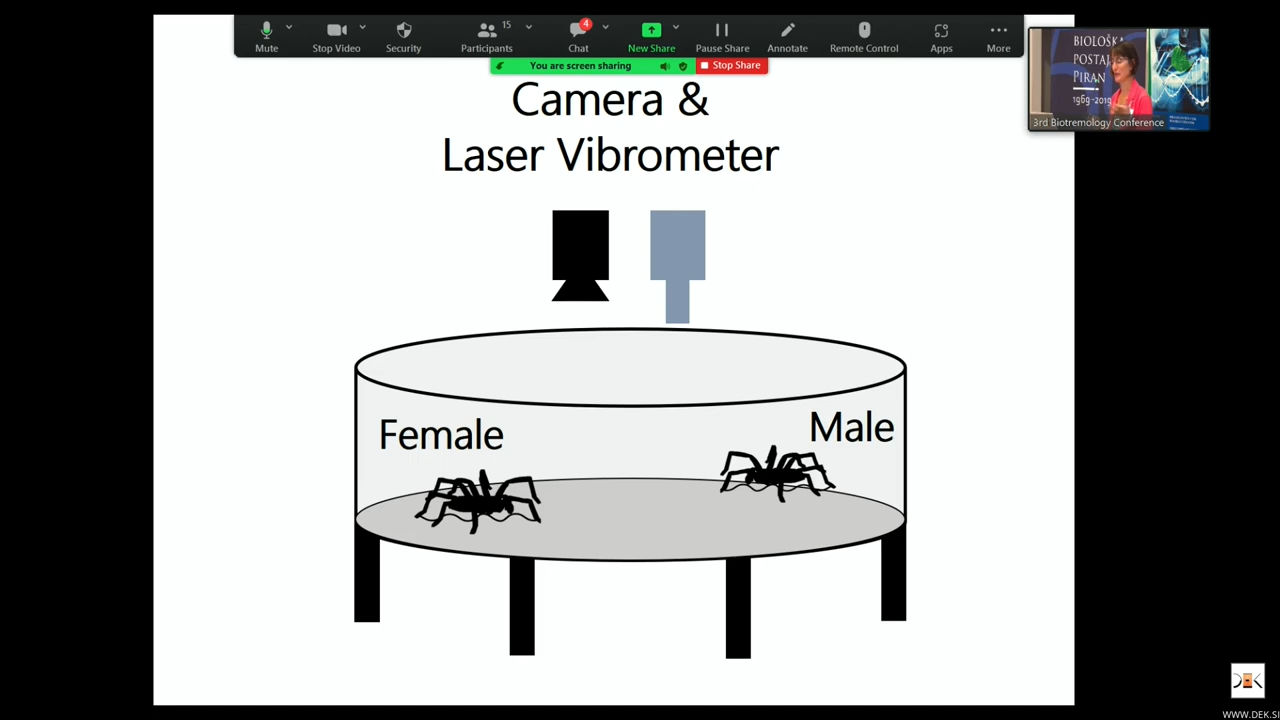 15
4
Mute
Stop Video
Security
Participants
Chat
New Share
Pause Share
Annotate
Remote Control
Apps
More
You are screen sharing
Stop Share
BIOLOŠKA
POSTAJ
PIRAN
1969-2019
3rd Biotremology Conference
Camera &
Laser Vibrometer
Female
Male
DEK
WWW.DEK.SI